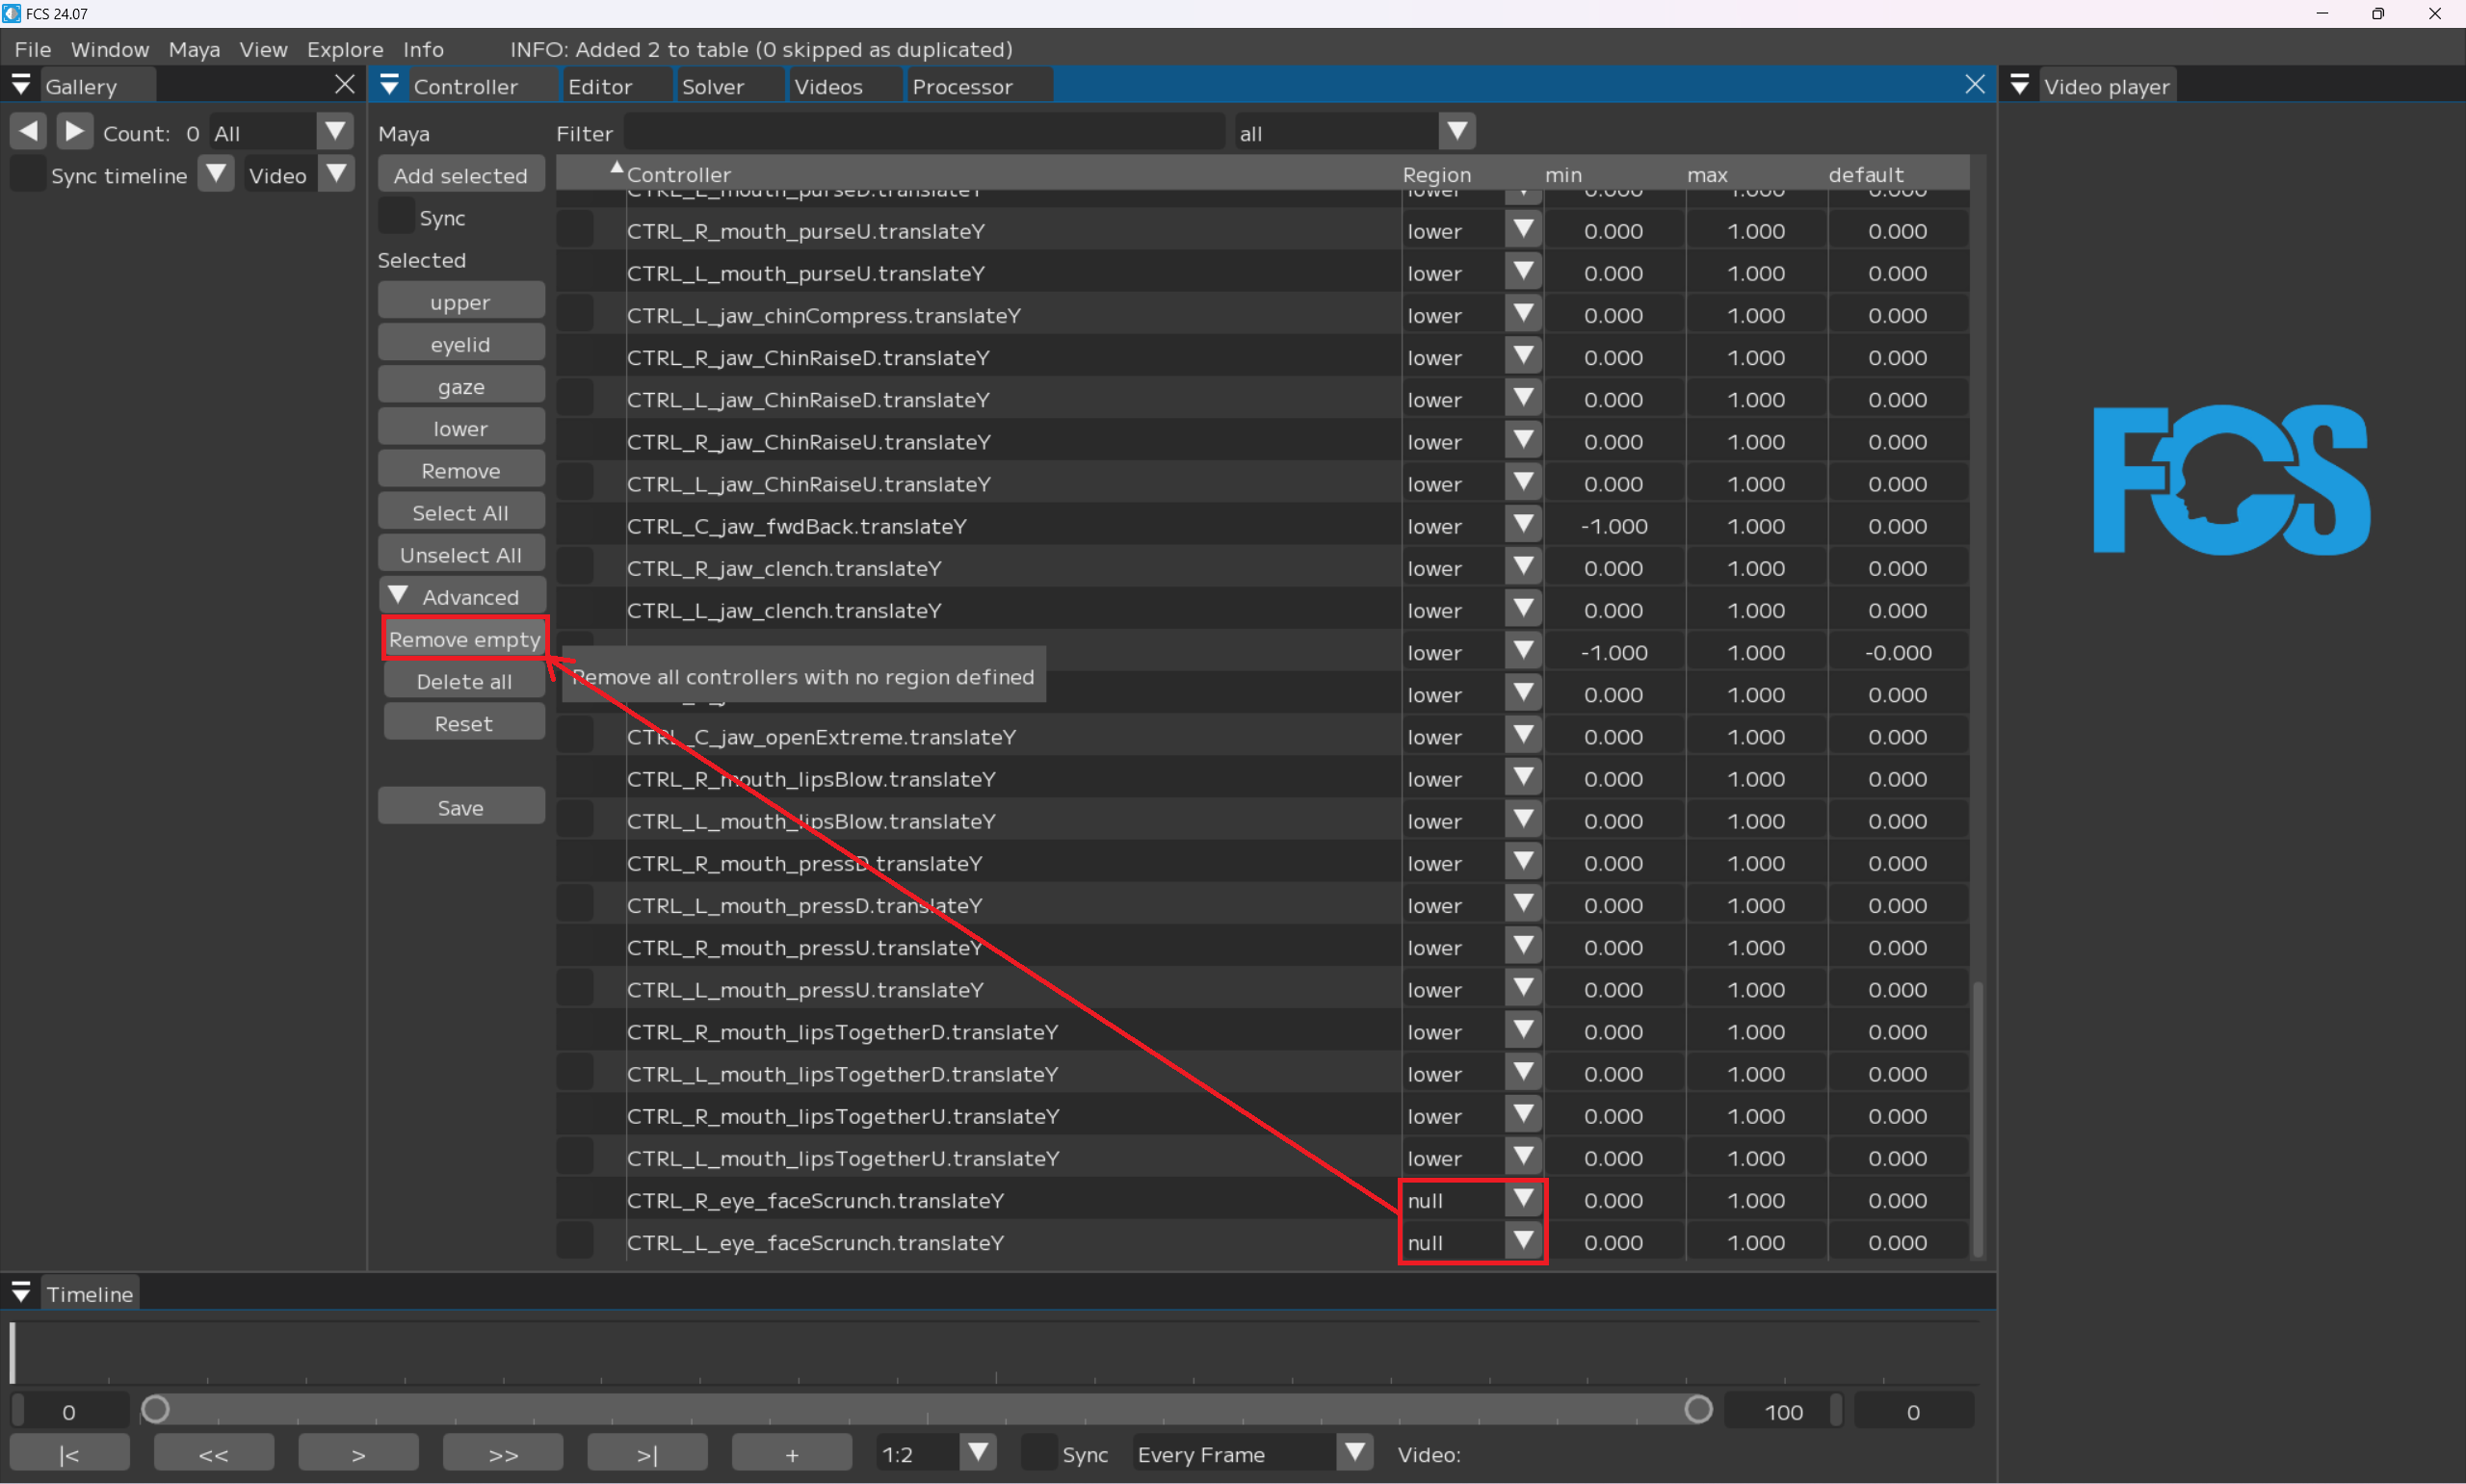 FCS 24.07
File Window Maya View Explore Info INFO: Added 2 to table (0 skipped as duplicated)
Gallery
Controller Editor Solver Videos Processor
Video player
Count: 0 All
Sync timeline Video
Maya
Add selected
Sync
Selected
upper
eyelid
gaze
lower
Remove
Select All
Unselect All
Advanced
Remove empty
Delete all
Reset
Save
Filter all
Controller Region min max default
CTRL_L_mouth_purseD.translateY lower 0.000 1.000 0.000
CTRL_R_mouth_purseU.translateY lower 0.000 1.000 0.000
CTRL_L_mouth_purseU.translateY lower 0.000 1.000 0.000
CTRL_L_jaw_chinCompress.translateY lower 0.000 1.000 0.000
CTRL_R_jaw_ChinRaiseD.translateY lower 0.000 1.000 0.000
CTRL_L_jaw_ChinRaiseD.translateY lower 0.000 1.000 0.000
CTRL_R_jaw_ChinRaiseU.translateY lower 0.000 1.000 0.000
CTRL_L_jaw_ChinRaiseU.translateY lower 0.000 1.000 0.000
CTRL_C_jaw_fwdBack.translateY lower -1.000 1.000 0.000
CTRL_R_jaw_clench.translateY lower 0.000 1.000 0.000
CTRL_L_jaw_clench.translateY lower 0.000 1.000 0.000
lower -1.000 1.000 -0.000
Remove all controllers with no region defined
lower 0.000 1.000 0.000
CTRL_C_jaw_openExtreme.translateY lower 0.000 1.000 0.000
CTRL_R_mouth_lipsBlow.translateY lower 0.000 1.000 0.000
CTRL_L_mouth_lipsBlow.translateY lower 0.000 1.000 0.000
CTRL_R_mouth_pressD.translateY lower 0.000 1.000 0.000
CTRL_L_mouth_pressD.translateY lower 0.000 1.000 0.000
CTRL_R_mouth_pressU.translateY lower 0.000 1.000 0.000
CTRL_L_mouth_pressU.translateY lower 0.000 1.000 0.000
CTRL_R_mouth_lipsTogetherD.translateY lower 0.000 1.000 0.000
CTRL_L_mouth_lipsTogetherD.translateY lower 0.000 1.000 0.000
CTRL_R_mouth_lipsTogetherU.translateY lower 0.000 1.000 0.000
CTRL_L_mouth_lipsTogetherU.translateY lower 0.000 1.000 0.000
CTRL_R_eye_faceScrunch.translateY null 0.000 1.000 0.000
CTRL_L_eye_faceScrunch.translateY null 0.000 1.000 0.000
FCS
Timeline
0 100 0
|< << > >> >| + 1:2 Sync Every Frame Video: